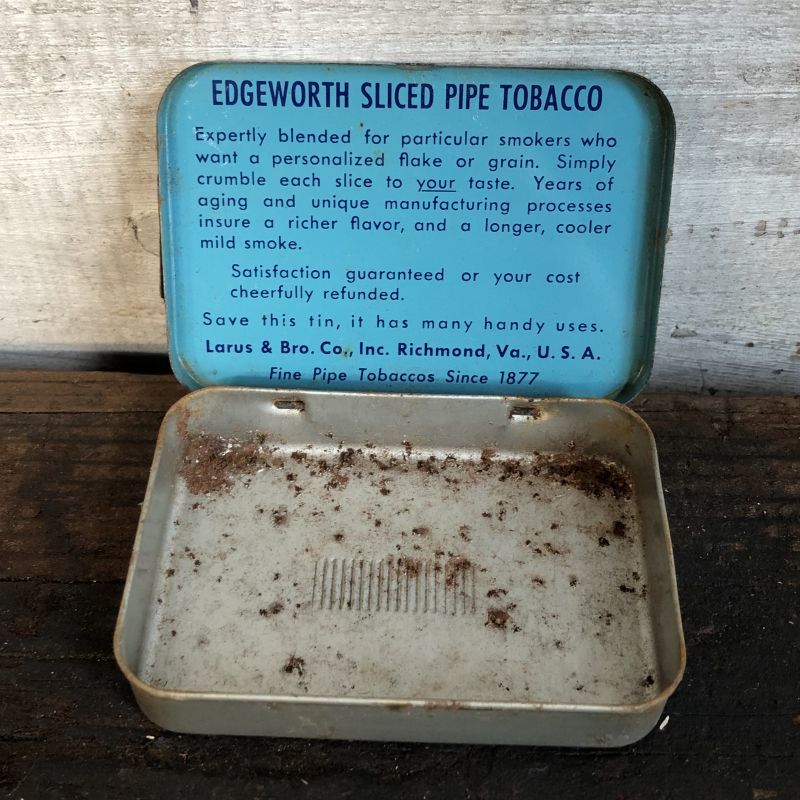 EDGEWORTH SLICED PIPE TOBACCO
Expertly blended for particular smokers who
want a personalized flake or grain. Simply
crumble each slice to your taste. Years of
aging and unique manufacturing processes
insure a richer flavor, and a longer, cooler
mild smoke.
Satisfaction guaranteed or your cost
cheerfully refunded.
Save this tin, it has many handy uses.
Larus & Bro. Co., Inc. Richmond, Va., U. S. A.
Fine Pipe Tobaccos Since 1877